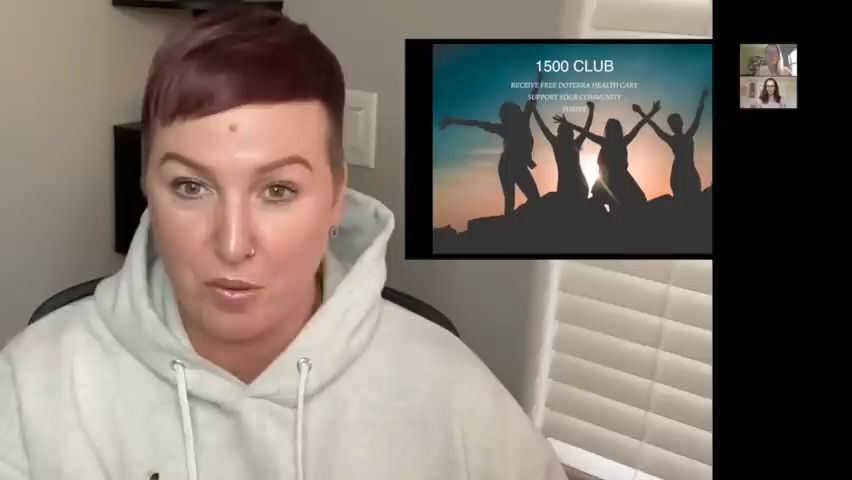 1500 CLUB
RECEIVE FREE DOTERRA HEALTH CARE
SUPPORT YOUR COMMUNITY
THRIVE